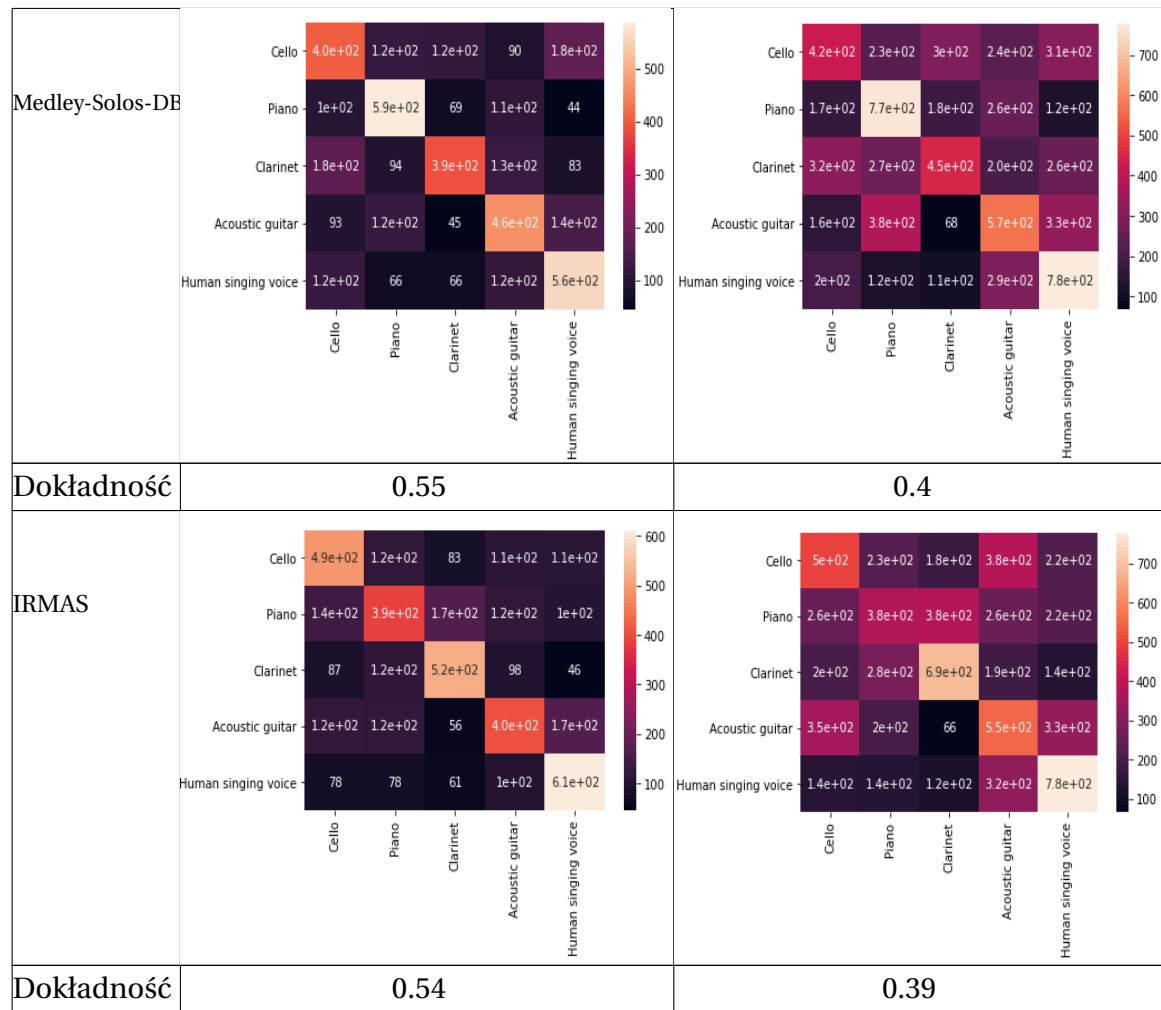 Medley-Solos-DB
Cello 4.0e+02 1.2e+02 1.2e+02 90 1.8e+02
Piano 1e+02 5.9e+02 69 1.1e+02 44
Clarinet 1.8e+02 94 3.9e+02 1.3e+02 83
Acoustic guitar 93 1.2e+02 45 4.6e+02 1.4e+02
Human singing voice 1.2e+02 66 66 1.2e+02 5.6e+02
Cello Piano Clarinet Acoustic guitar Human singing voice
500
400
300
200
100
Cello 4.2e+02 2.3e+02 3e+02 2.4e+02 3.1e+02
Piano 1.7e+02 7.7e+02 1.8e+02 2.6e+02 1.2e+02
Clarinet 3.2e+02 2.7e+02 4.5e+02 2.0e+02 2.6e+02
Acoustic guitar 1.6e+02 3.8e+02 68 5.7e+02 3.3e+02
Human singing voice 2e+02 1.2e+02 1.1e+02 2.9e+02 7.8e+02
Cello Piano Clarinet Acoustic guitar Human singing voice
700
600
500
400
300
200
100
Dokładność 0.55 0.4
IRMAS
Cello 4.9e+02 1.2e+02 83 1.1e+02 1.1e+02
Piano 1.4e+02 3.9e+02 1.7e+02 1.2e+02 1e+02
Clarinet 87 1.2e+02 5.2e+02 98 46
Acoustic guitar 1.2e+02 1.2e+02 56 4.0e+02 1.7e+02
Human singing voice 78 78 61 1e+02 6.1e+02
Cello Piano Clarinet Acoustic guitar Human singing voice
600
500
400
300
200
100
Cello 5e+02 2.3e+02 1.8e+02 3.8e+02 2.2e+02
Piano 2.6e+02 3.8e+02 3.8e+02 2.6e+02 2.2e+02
Clarinet 2e+02 2.8e+02 6.9e+02 1.9e+02 1.4e+02
Acoustic guitar 3.5e+02 2e+02 66 5.5e+02 3.3e+02
Human singing voice 1.4e+02 1.4e+02 1.2e+02 3.2e+02 7.8e+02
Cello Piano Clarinet Acoustic guitar Human singing voice
700
600
500
400
300
200
100
Dokładność 0.54 0.39